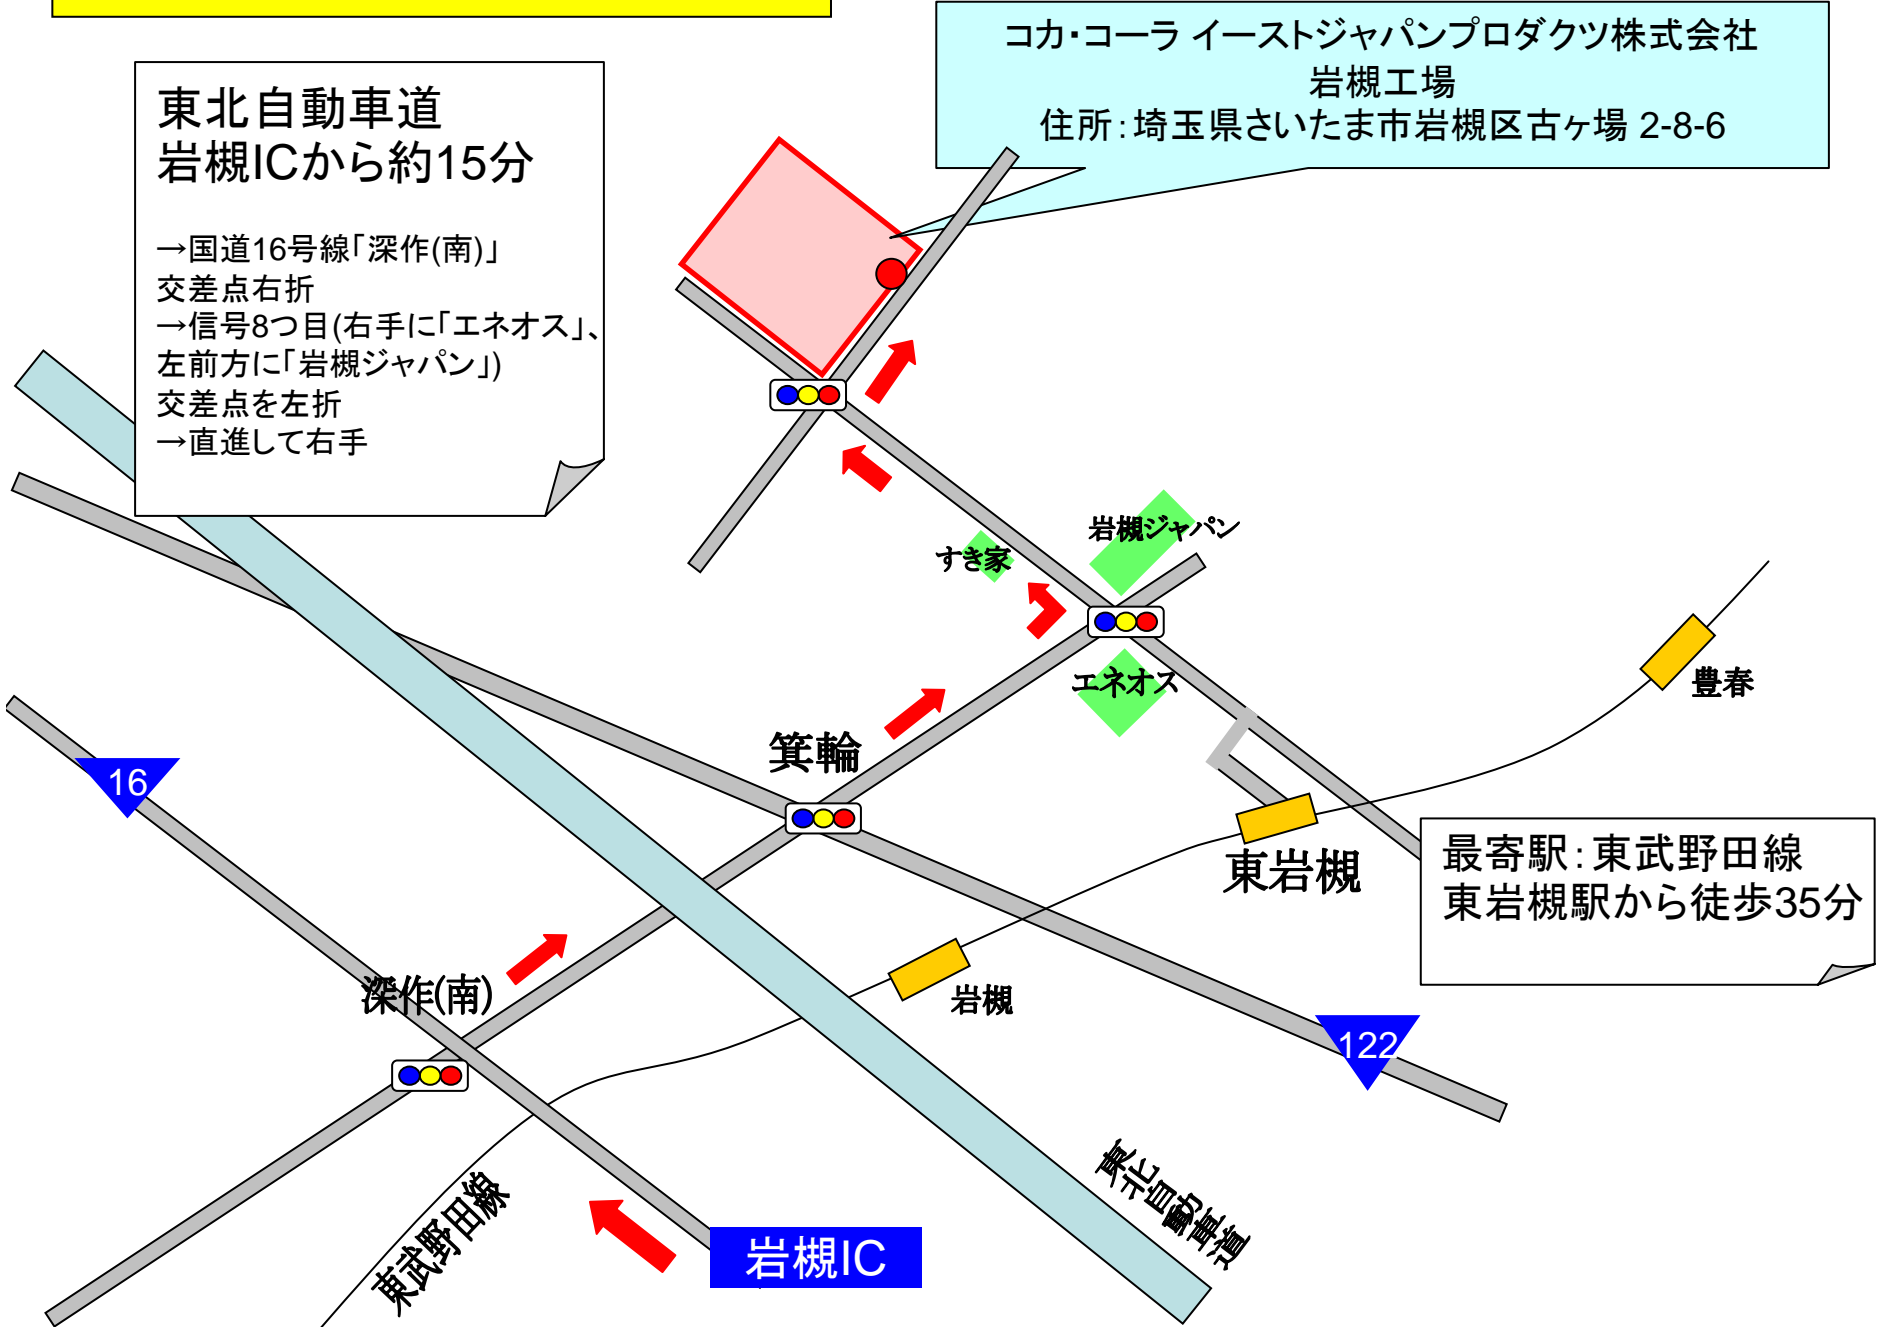 コカ・コーラ イーストジャパンプロダクツ株式会社
岩槻工場
住所：埼玉県さいたま市岩槻区古ヶ場 2-8-6
東北自動車道
岩槻ICから約15分
→国道16号線「深作(南)」
交差点右折
→信号8つ目(右手に「エネオス」、
左前方に「岩槻ジャパン」)
交差点を左折
→直進して右手
岩槻ジャパン
すき家
エネオス
豊春
箕輪
16
東岩槻
最寄駅：東武野田線
東岩槻駅から徒歩35分
深作(南)
岩槻
122
東北自動車道
東武野田線
岩槻IC